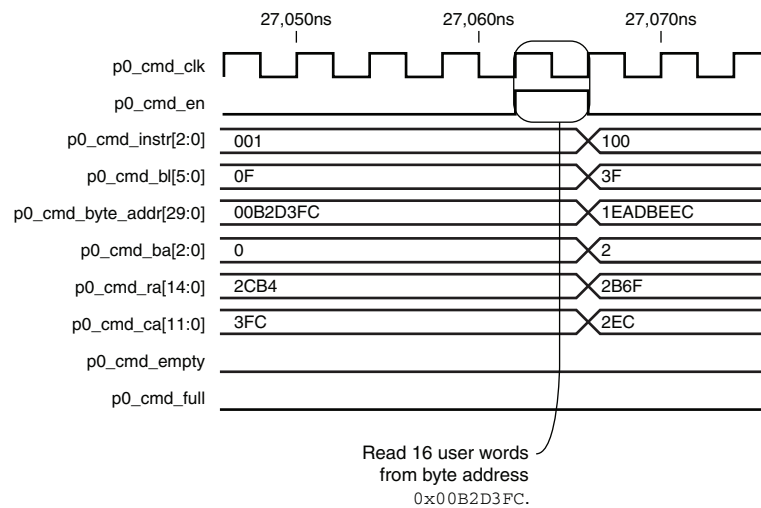 27,050ns 27,060ns 27,070ns
p0_cmd_clk
p0_cmd_en
p0_cmd_instr[2:0] 001 100
p0_cmd_bl[5:0] 0F 3F
p0_cmd_byte_addr[29:0] 00B2D3FC 1EADBEEC
p0_cmd_ba[2:0] 0 2
p0_cmd_ra[14:0] 2CB4 2B6F
p0_cmd_ca[11:0] 3FC 2EC
p0_cmd_empty
p0_cmd_full
Read 16 user words
from byte address
0x00B2D3FC.